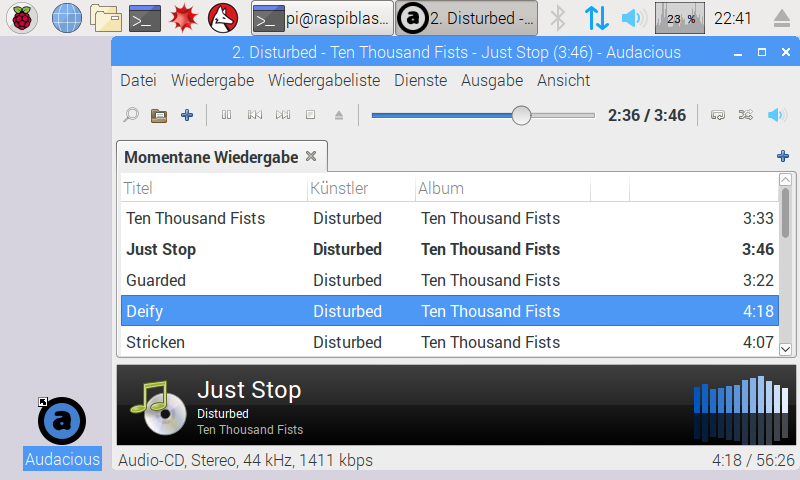 pi@raspiblas...
2. Disturbed -...
23 %
22:41
2. Disturbed - Ten Thousand Fists - Just Stop (3:46) - Audacious
Datei Wiedergabe Wiedergabeliste Dienste Ausgabe Ansicht
2:36 / 3:46
Momentane Wiedergabe
Titel Künstler Album
Ten Thousand Fists Disturbed Ten Thousand Fists 3:33
Just Stop Disturbed Ten Thousand Fists 3:46
Guarded Disturbed Ten Thousand Fists 3:22
Deify Disturbed Ten Thousand Fists 4:18
Stricken Disturbed Ten Thousand Fists 4:07
Just Stop
Disturbed
Ten Thousand Fists
Audacious
Audio-CD, Stereo, 44 kHz, 1411 kbps 4:18 / 56:26